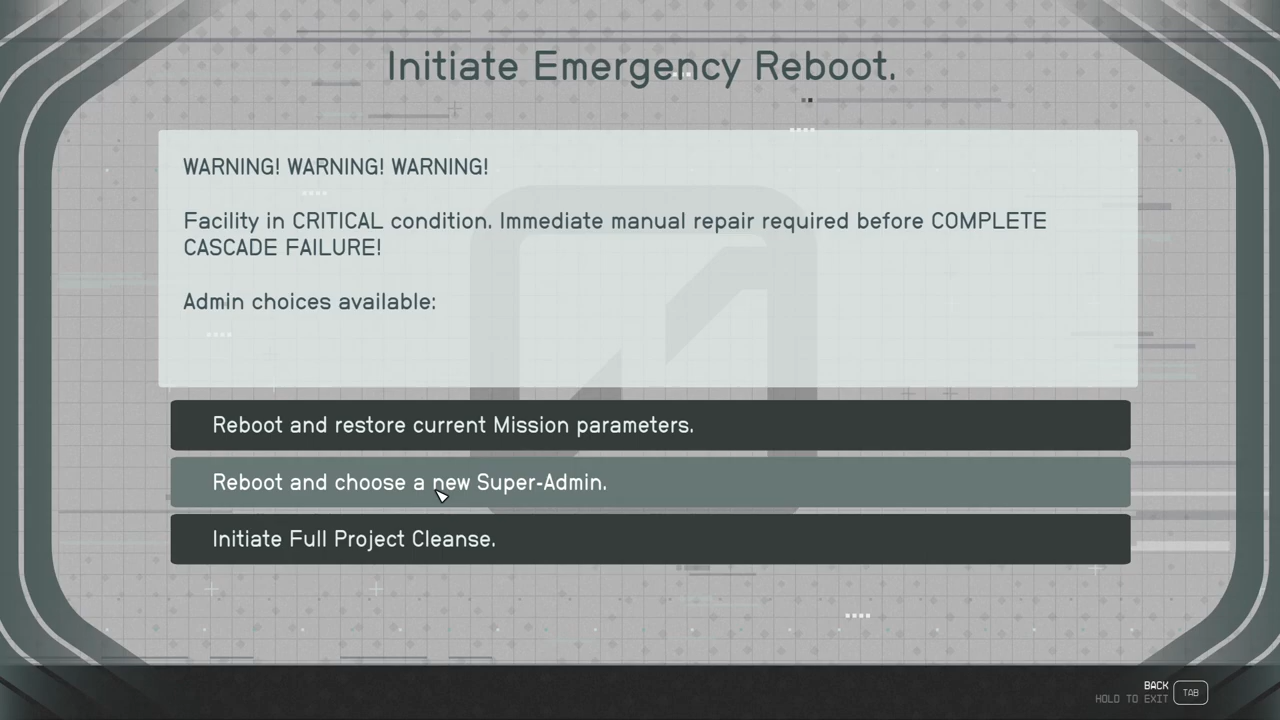 Initiate Emergency Reboot.
WARNING! WARNING! WARNING!
Facility in CRITICAL condition. Immediate manual repair required before COMPLETE
CASCADE FAILURE!
Admin choices available:
Reboot and restore current Mission parameters.
Reboot and choose a new Super-Admin.
Initiate Full Project Cleanse.
BACK
HOLD TO EXIT TAB